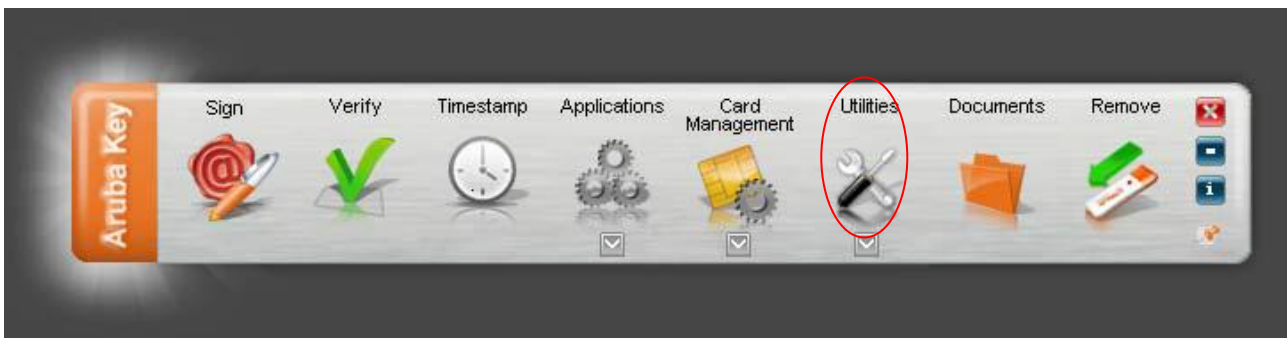 Aruba Key
Sign
Verify
Timestamp
Applications
Card
Management
Utilities
Documents
Remove